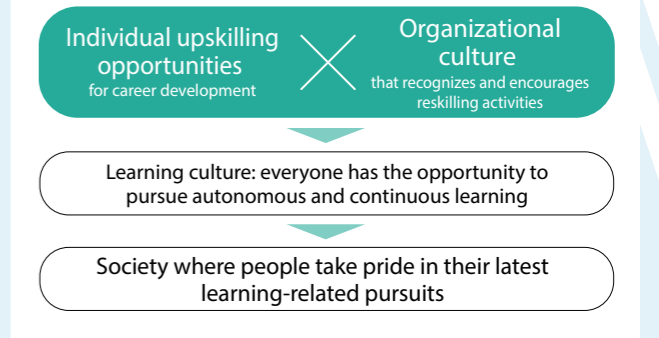 Individual upskilling
opportunities
for career development
Organizational
culture
that recognizes and encourages
reskilling activities
Learning culture: everyone has the opportunity to
pursue autonomous and continuous learning
Society where people take pride in their latest
learning-related pursuits